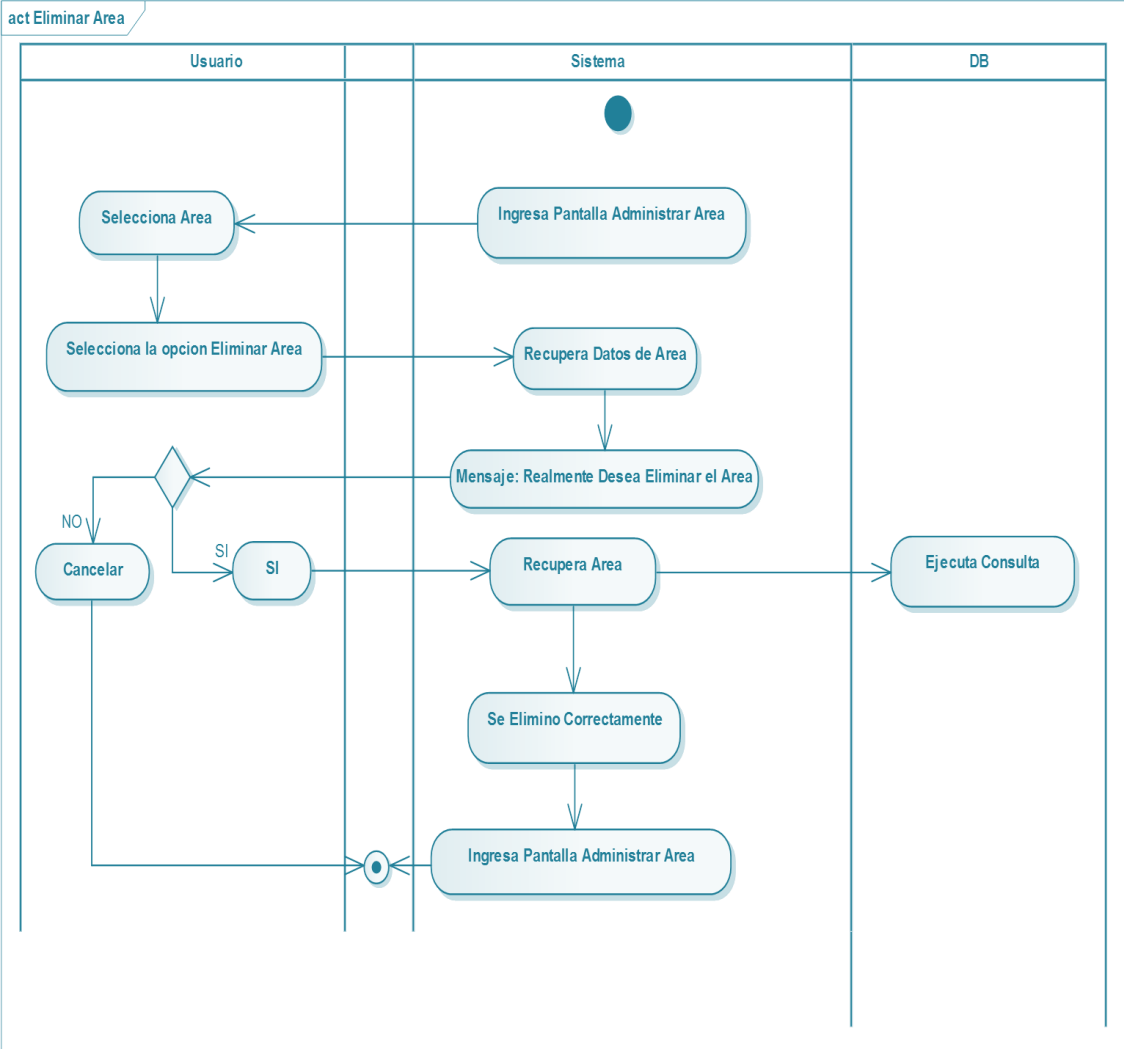 act Eliminar Area
Usuario
Sistema
DB
Selecciona Area
Ingresa Pantalla Administrar Area
Selecciona la opcion Eliminar Area
Recupera Datos de Area
Mensaje: Realmente Desea Eliminar el Area
NO
SI
Cancelar
SI
Recupera Area
Ejecuta Consulta
Se Elimino Correctamente
Ingresa Pantalla Administrar Area